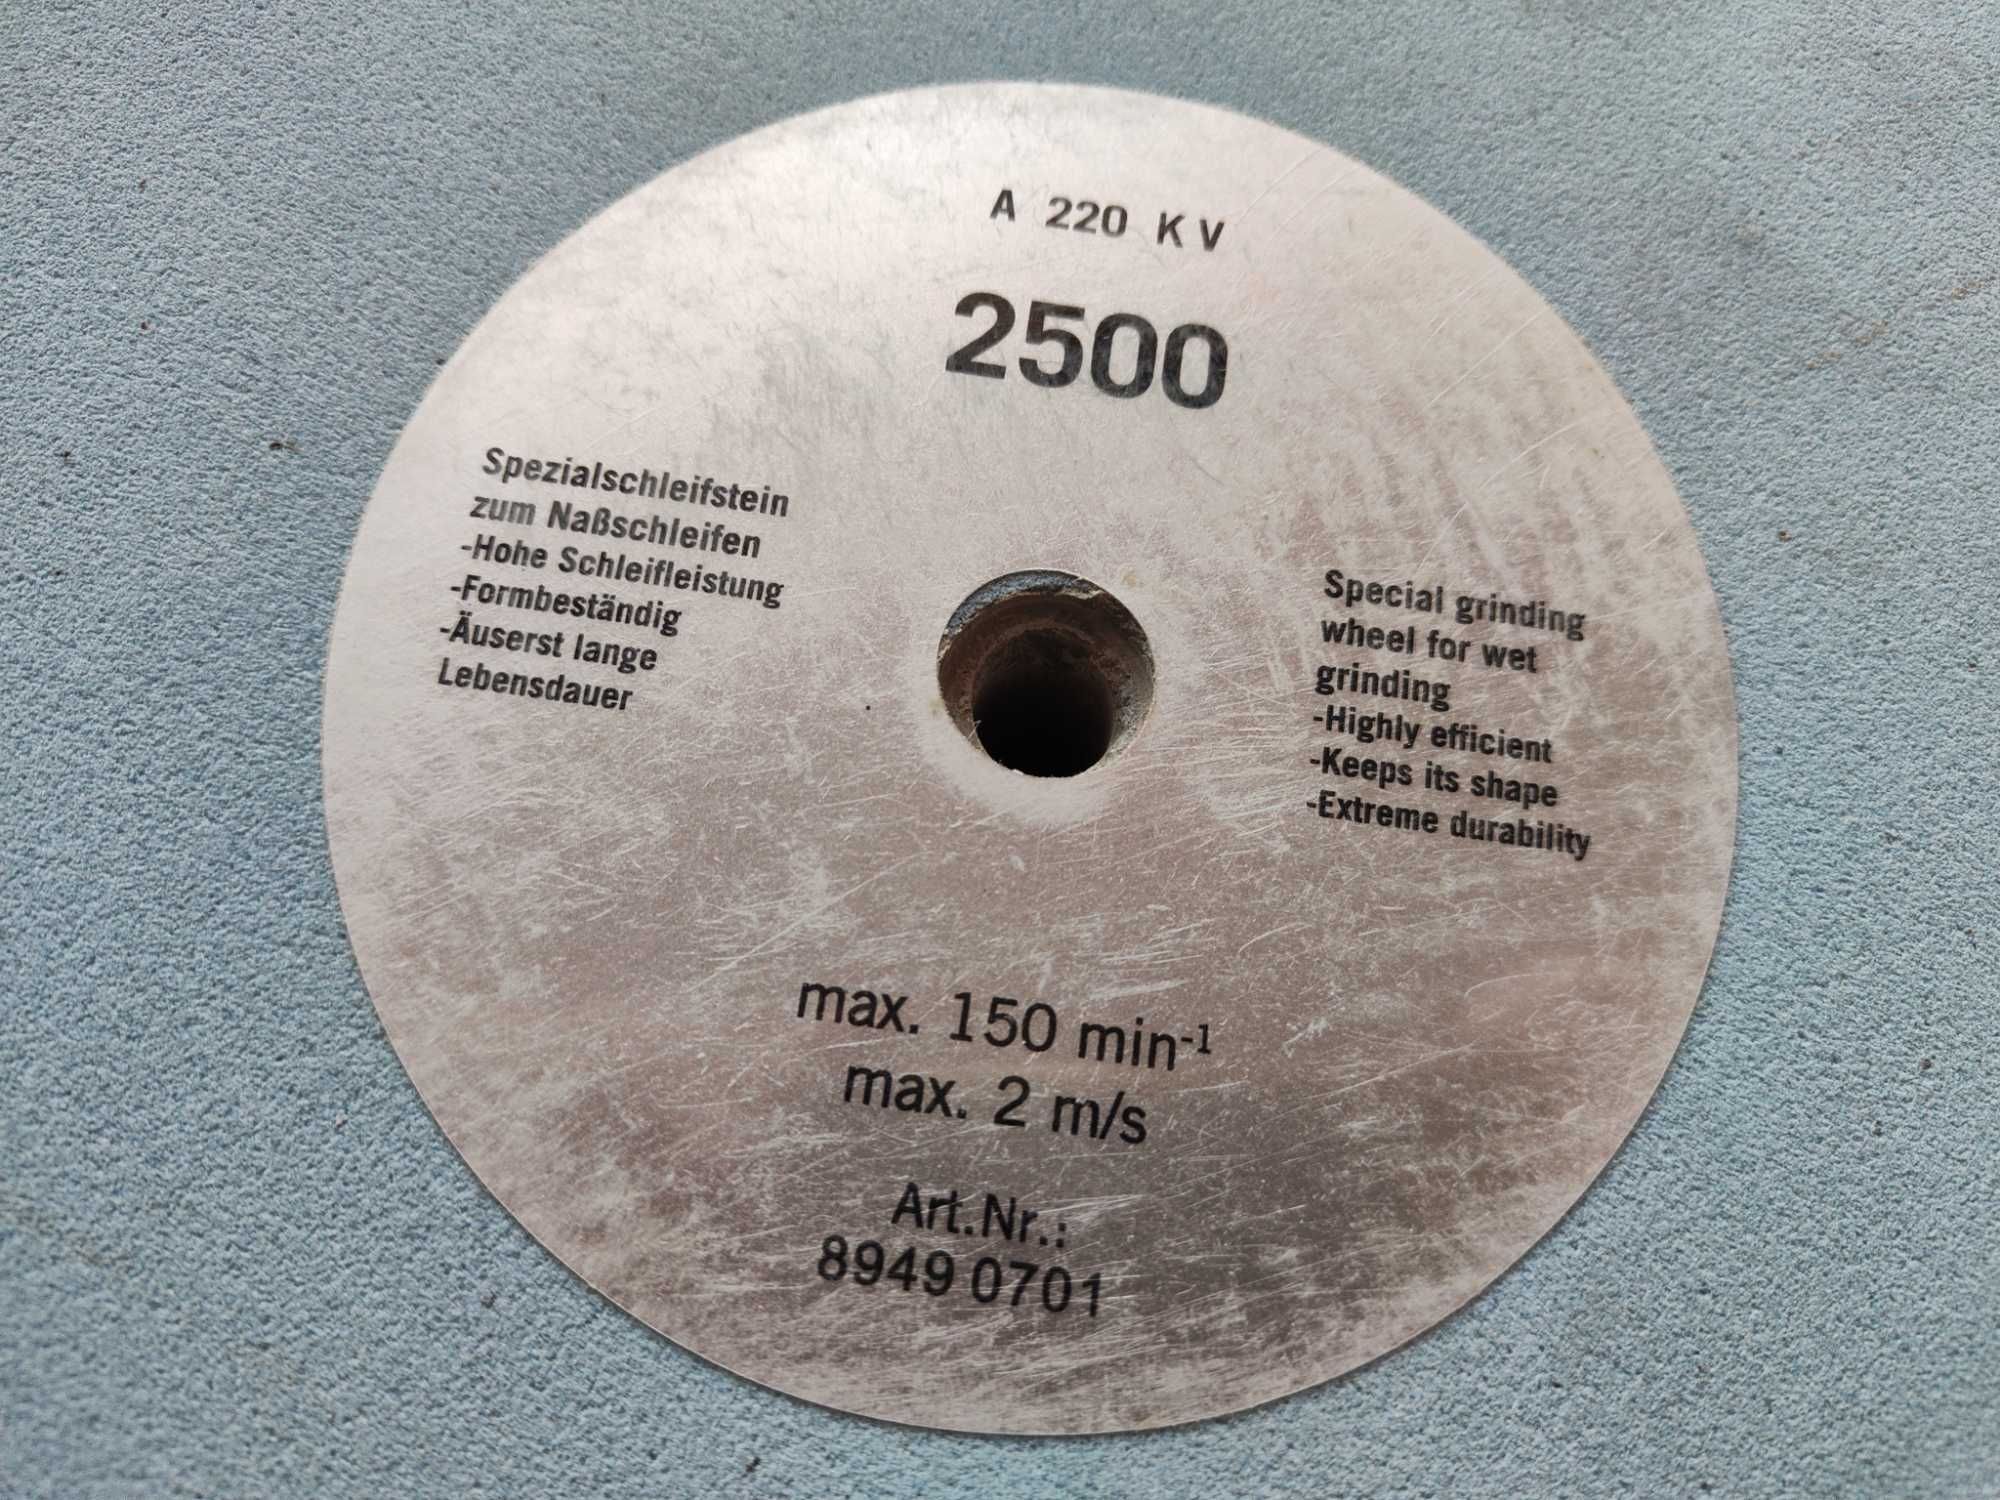 A 220 K V
2500
Spezialschleifstein
zum Naßschleifen
-Hohe Schleifleistung
-Formbeständig
-Äuserst lange
Lebensdauer
Special grinding
wheel for wet
grinding
-Highly efficient
-Keeps its shape
-Extreme durability
max. 150 min⁻¹
max. 2 m/s
Art.Nr.:
8949 0701